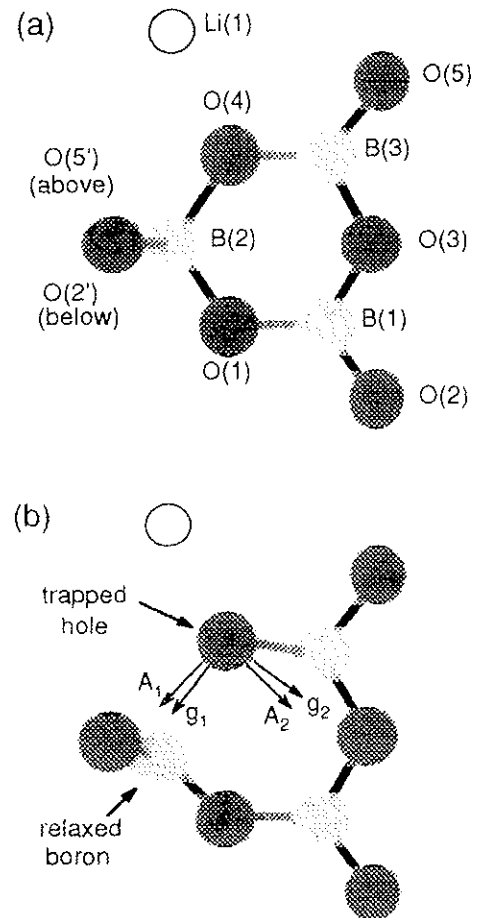 (a)
Li(1)
O(5)
O(4)
B(3)
O(5')
(above)
B(2)
O(3)
O(2')
(below)
B(1)
O(1)
O(2)
(b)
trapped
hole
A1
g1
A2
g2
relaxed
boron